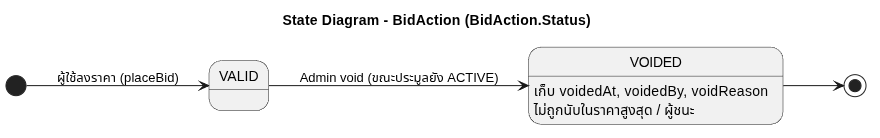 State Diagram - BidAction (BidAction.Status)
ผู้ใช้ลงราคา (placeBid)
VALID
Admin void (ขณะประมูลยัง ACTIVE)
VOIDED
เก็บ voidedAt, voidedBy, voidReason
ไม่ถูกนับในราคาสูงสุด / ผู้ชนะ